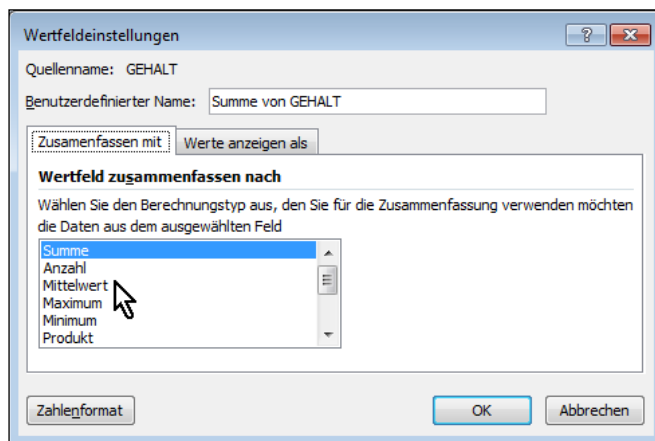 Wertfeldeinstellungen
Quellenname: GEHALT
Benutzerdefinierter Name: Summe von GEHALT
Zusamenfassen mit Werte anzeigen als
Wertfeld zusammenfassen nach
Wählen Sie den Berechnungstyp aus, den Sie für die Zusammenfassung verwenden möchten
die Daten aus dem ausgewählten Feld
Summe
Anzahl
Mittelwert
Maximum
Minimum
Produkt
Zahlenformat OK Abbrechen